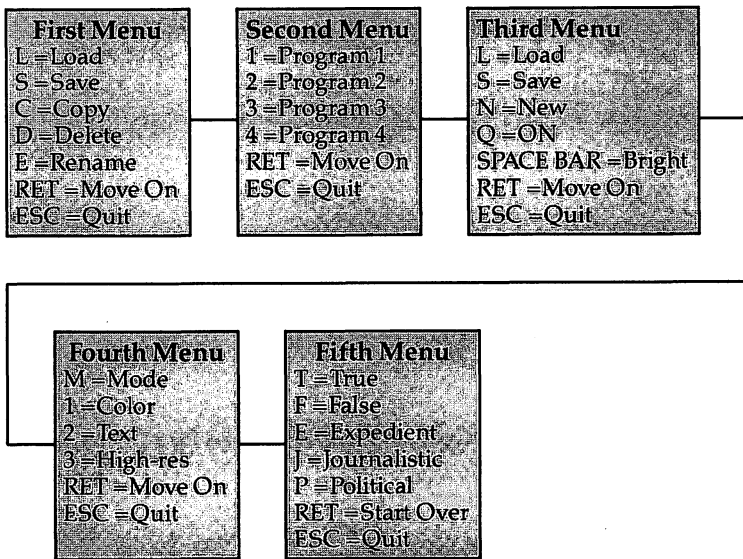 First Menu
L=Load
S=Save
C=Copy
D=Delete
E=Rename
RET=Move On
ESC=Quit
Second Menu
1=Program 1
2=Program 2
3=Program 3
4=Program 4
RET=Move On
ESC=Quit
Third Menu
L=Load
S=Save
N=New
Q=ON
SPACE BAR=Bright
RET=Move On
ESC=Quit
Fourth Menu
M=Mode
1=Color
2=Text
3=High-res
RET=Move On
ESC=Quit
Fifth Menu
T=True
F=False
E=Expedient
J=Journalistic
P=Political
RET=Start Over
ESC=Quit